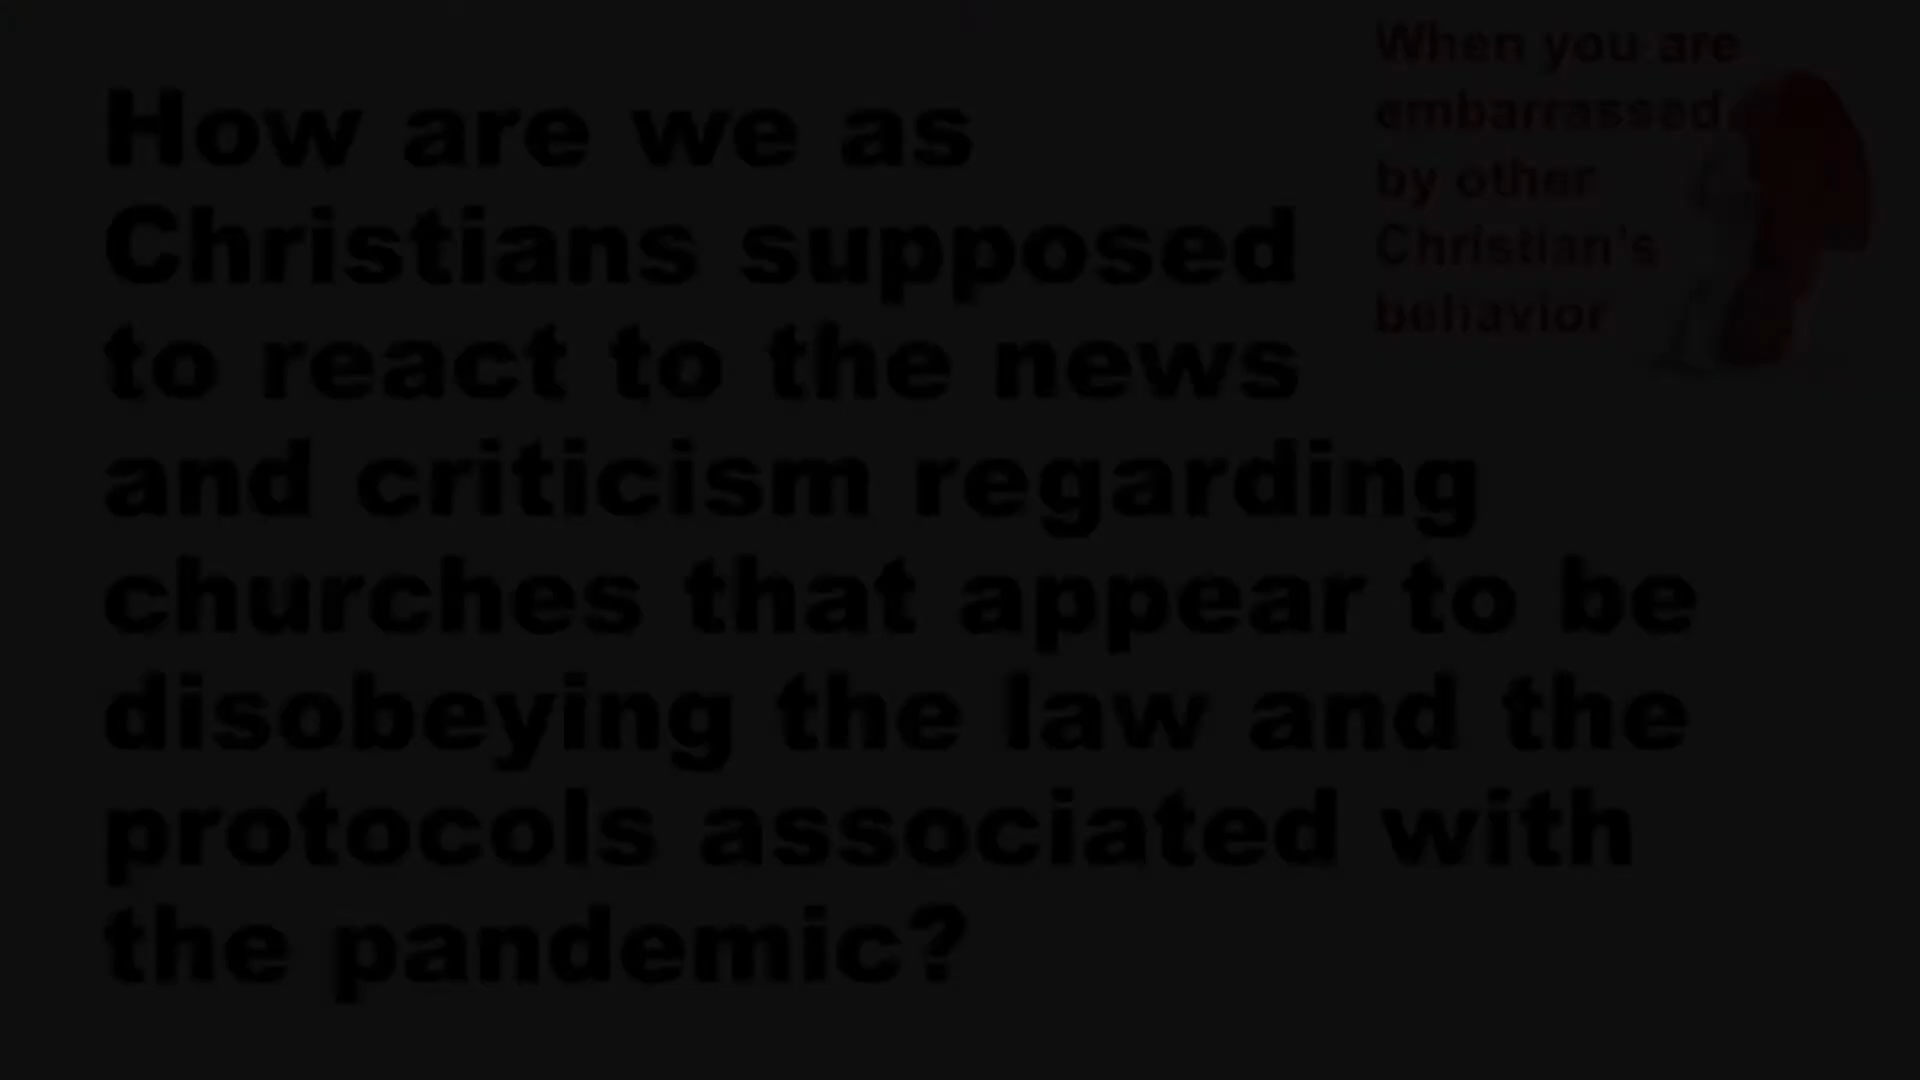 How are we as
Christians supposed
to react to the news
and criticism regarding
churches that appear to be
disobeying the law and the
protocols associated with
the pandemic?
When you are
embarrassed
by other
Christian's
behavior